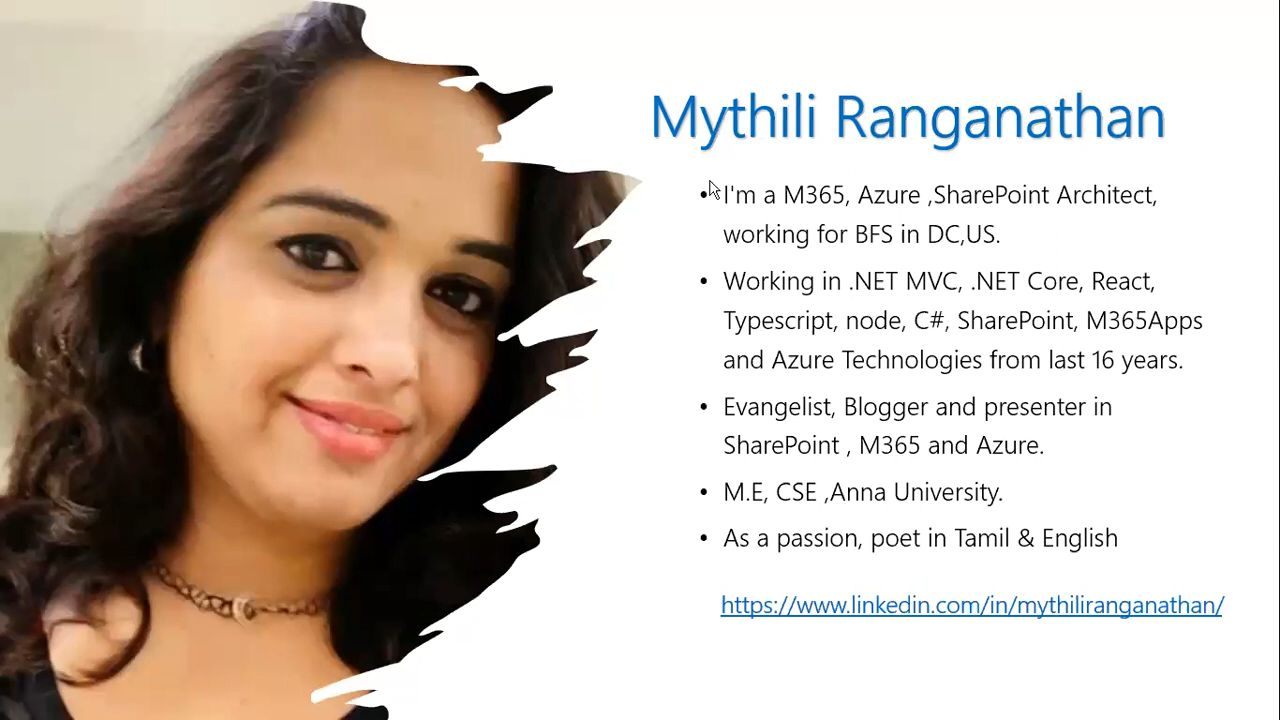 Mythili Ranganathan
• I'm a M365, Azure ,SharePoint Architect,
working for BFS in DC,US.
• Working in .NET MVC, .NET Core, React,
Typescript, node, C#, SharePoint, M365Apps
and Azure Technologies from last 16 years.
• Evangelist, Blogger and presenter in
SharePoint , M365 and Azure.
• M.E, CSE ,Anna University.
• As a passion, poet in Tamil & English
https://www.linkedin.com/in/mythiliranganathan/